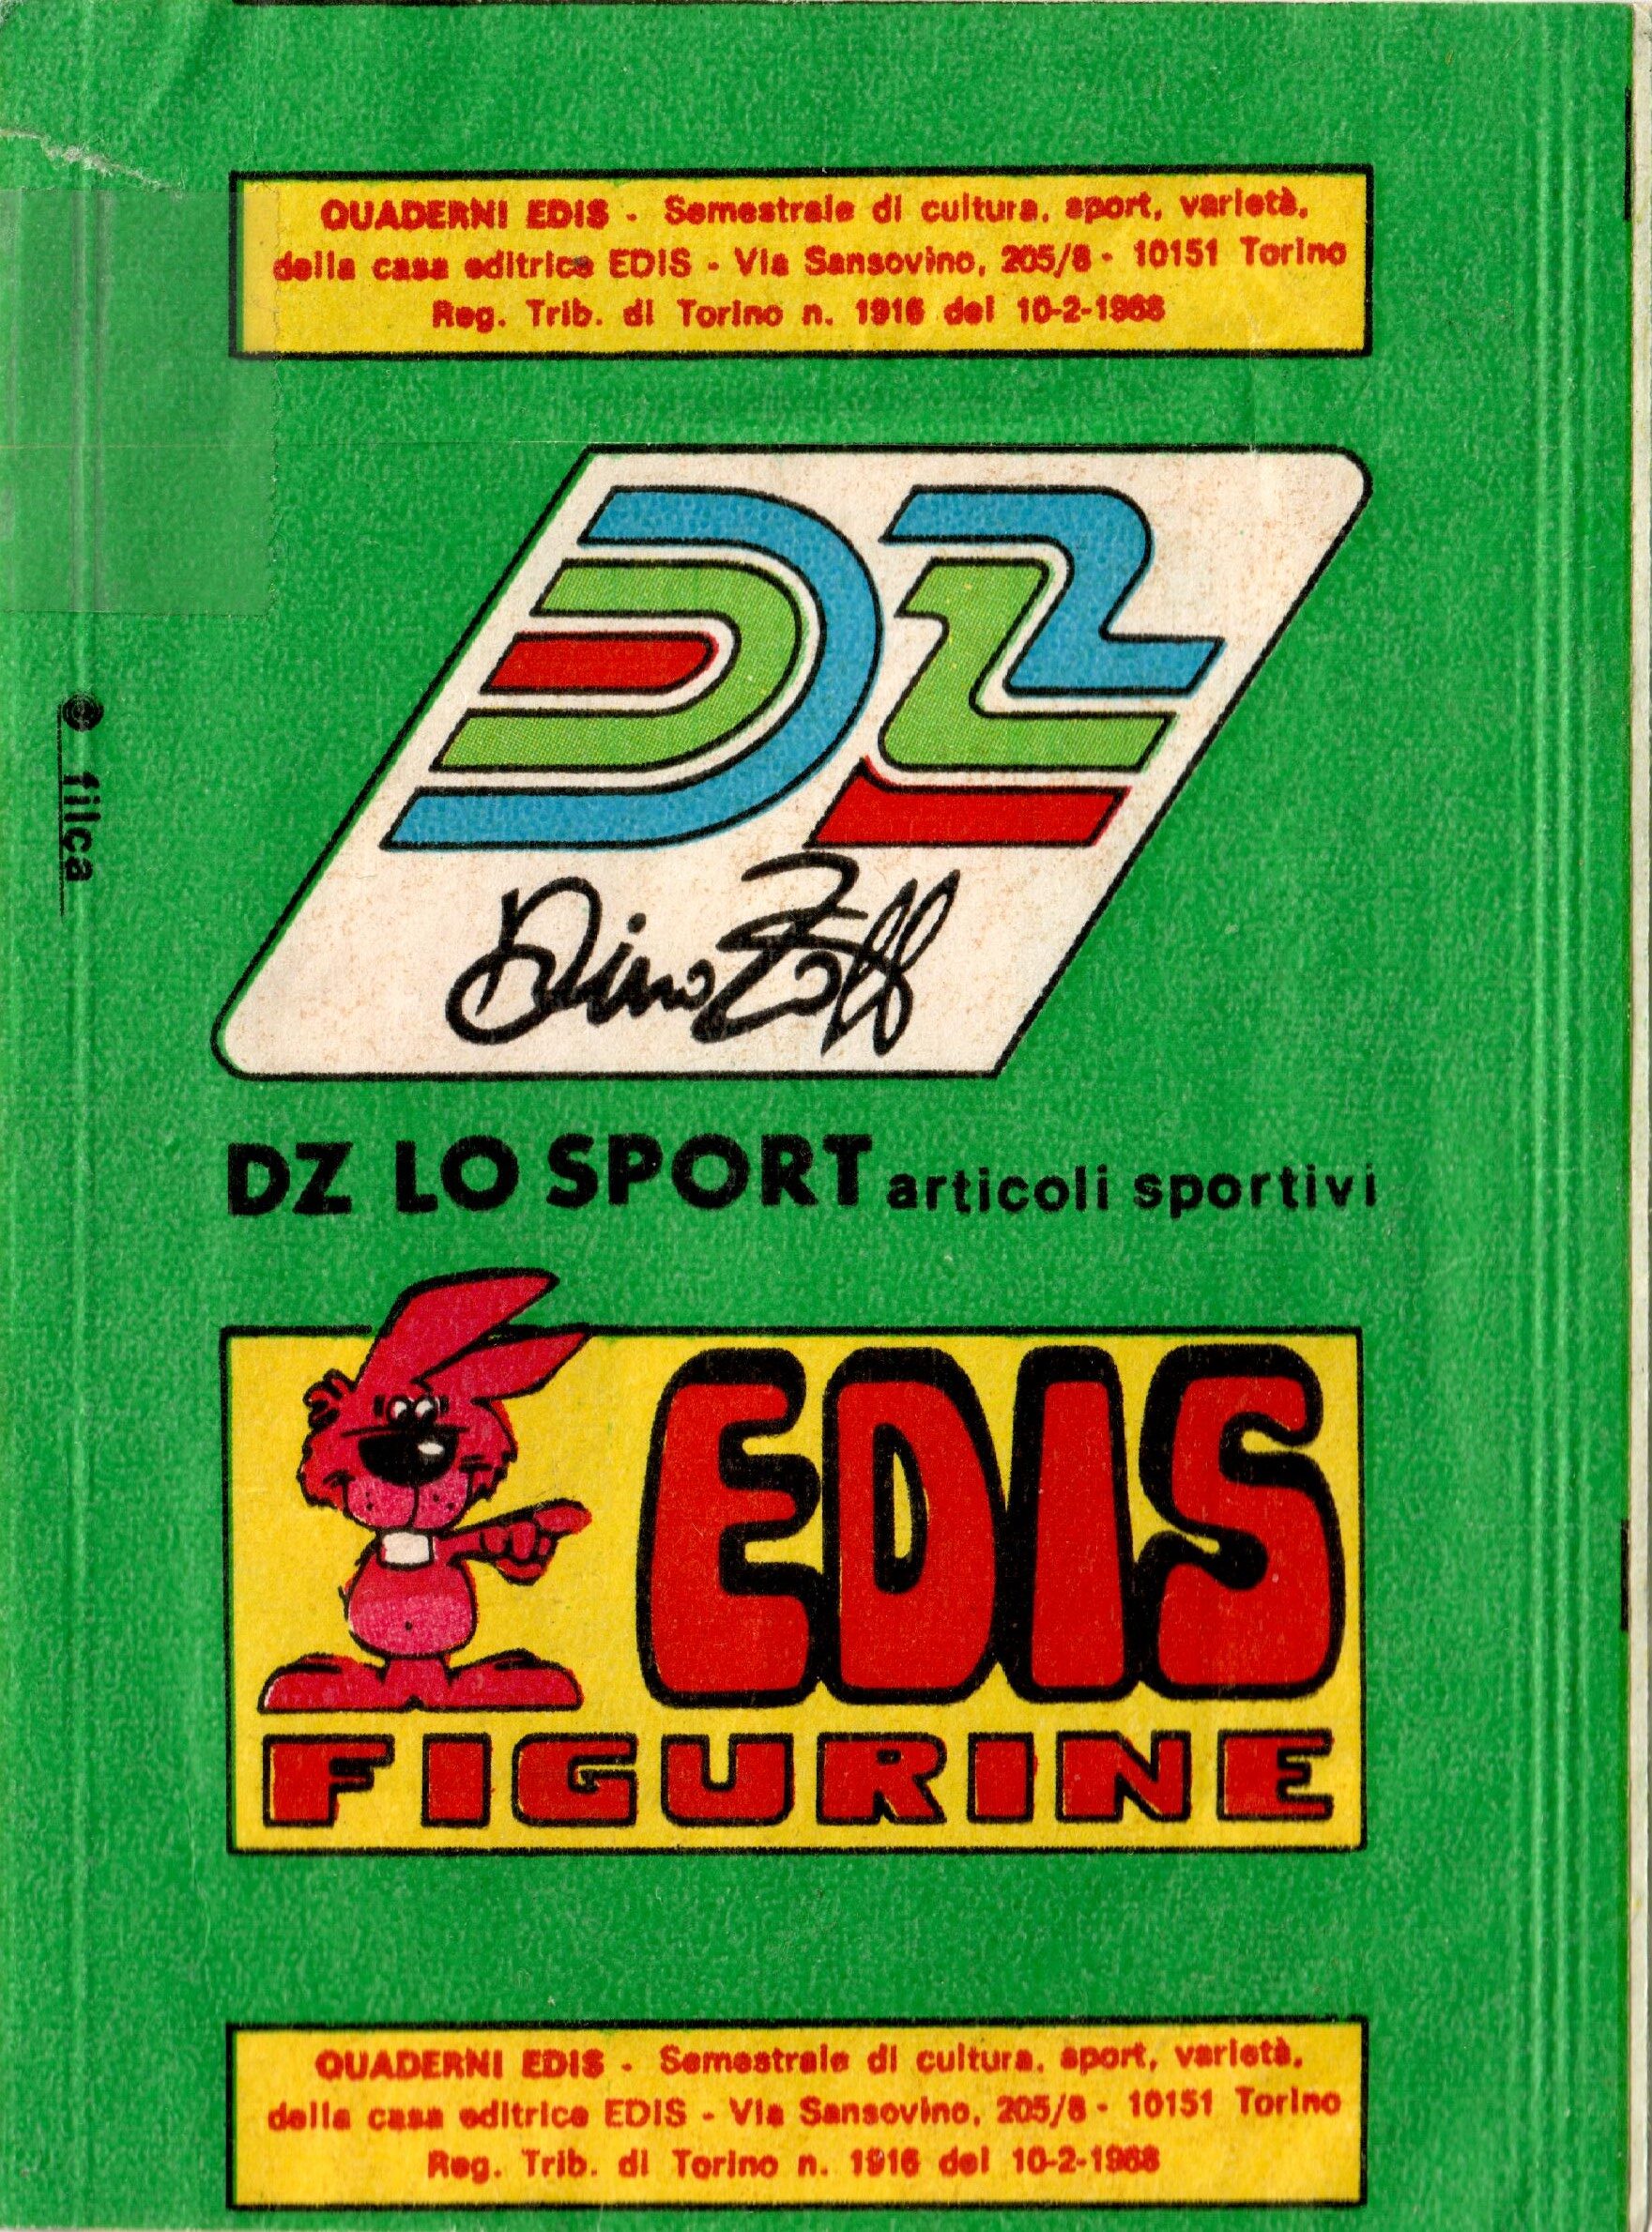 QUADERNI EDIS - Semestrale di cultura, sport, varietà,
della casa editrice EDIS - Via Sansovino, 205/8 - 10151 Torino
Reg. Trib. di Torino n. 1916 del 10-2-1968
DZ
Dino Zoff
filca
DZ LO SPORT articoli sportivi
EDIS
FIGURINE
QUADERNI EDIS - Semestrale di cultura, sport, varietà,
della casa editrice EDIS - Via Sansovino, 205/8 - 10151 Torino
Reg. Trib. di Torino n. 1916 del 10-2-1968